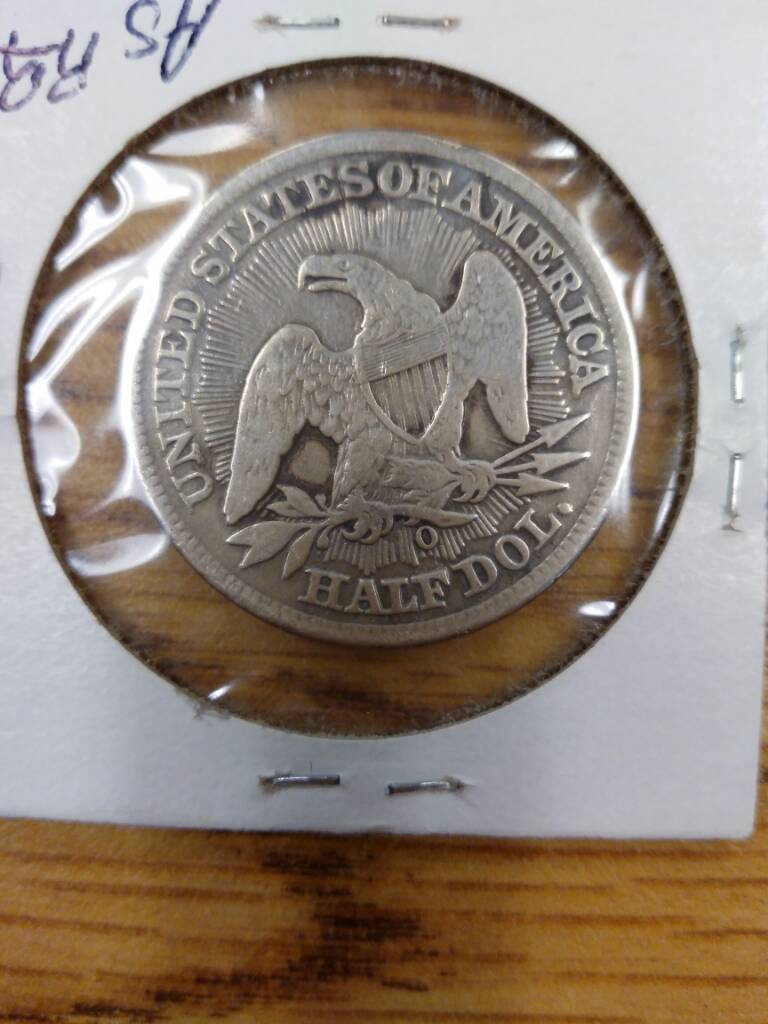 UNITED STATES OF AMERICA
O
HALF DOL.